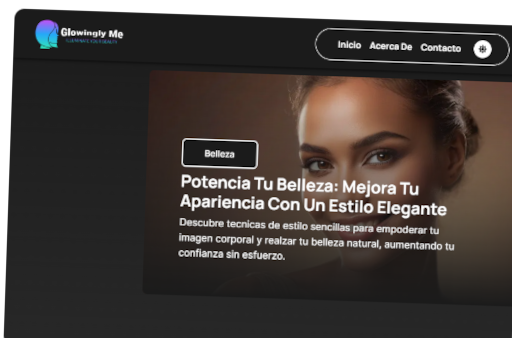 Glowingly Me
Inicio Acerca De Contacto
Belleza
Potencia Tu Belleza: Mejora Tu
Apariencia Con Un Estilo Elegante
Descubre tecnicas de estilo sencillas para empoderar tu
imagen corporal y realzar tu belleza natural, aumentando tu
confianza sin esfuerzo.